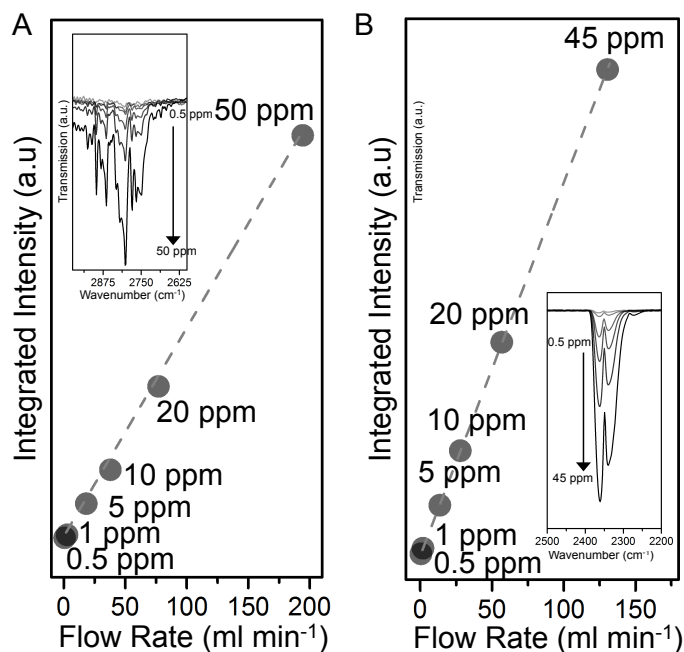 A
Integrated Intensity (a.u)
Transmission (a.u.)
0.5 ppm
50 ppm
2875 2750 2625
Wavenumber (cm⁻¹)
50 ppm
20 ppm
10 ppm
5 ppm
1 ppm
0.5 ppm
0 50 100 150 200
Flow Rate (ml min⁻¹)
B
Integrated Intensity (a.u)
Transmission (a.u.)
45 ppm
20 ppm
10 ppm
5 ppm
1 ppm
0.5 ppm
0.5 ppm
45 ppm
2500 2400 2300 2200
Wavenumber (cm⁻¹)
0 50 100 150
Flow Rate (ml min⁻¹)